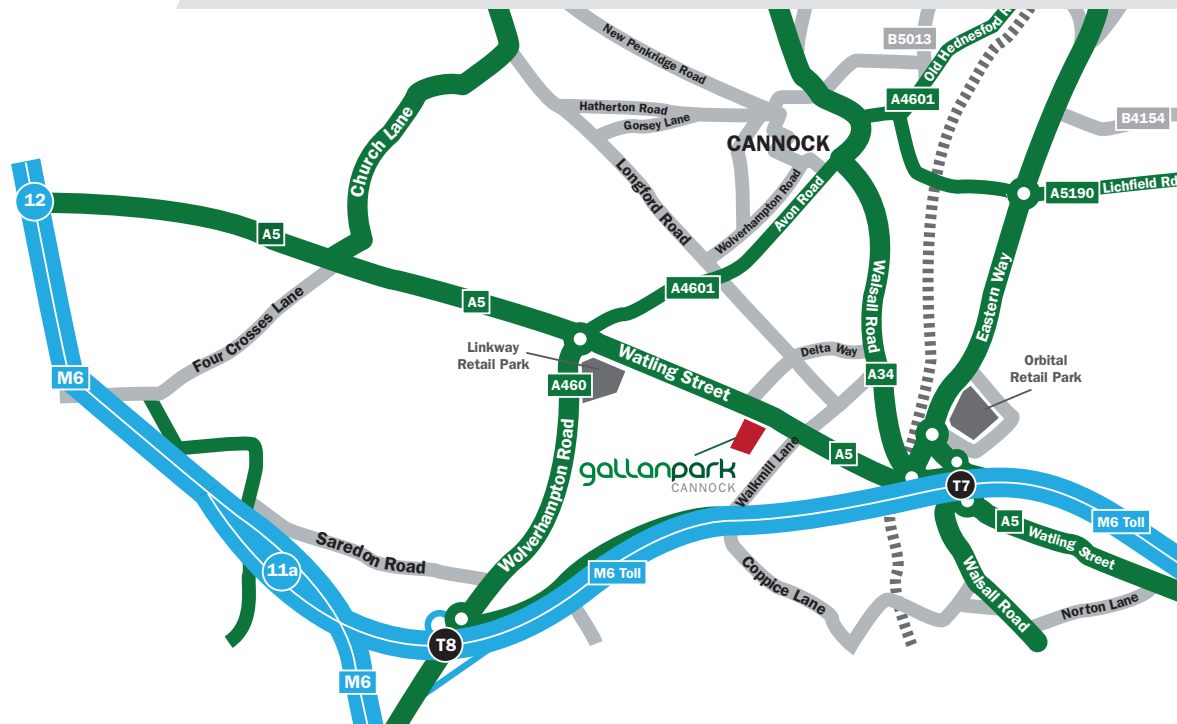 New Penkridge Road
B5013
Old Hednesford R
A4601
Hatherton Road
Gorsey Lane
B4154
CANNOCK
Church Lane
Longford Road
Wolverhampton Road
Avon Road
A5190
Lichfield Rd
12
A5
A5
A4601
Walsall Road
Eastern Way
Four Crosses Lane
Linkway
Retail Park
Watling Street
Delta Way
Orbital
Retail Park
M6
A460
A34
gallanpark
CANNOCK
A5
Walkmill Lane
Wolverhampton Road
T7
A5
Watling Street
M6 Toll
Saredon Road
11a
M6 Toll
Coppice Lane
Walsall Road
Norton Lane
T8
M6